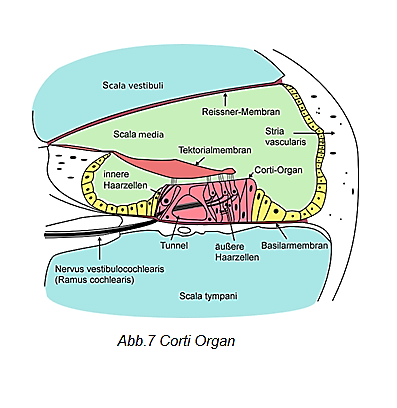 Scala vestibuli
Reissner-Membran
Scala media
Stria
vascularis
Tektorialmembran
Corti-Organ
innere
Haarzellen
Tunnel
äußere
Haarzellen
Basilarmembran
Nervus vestibulocochlearis
(Ramus cochlearis)
Scala tympani
Abb.7 Corti Organ